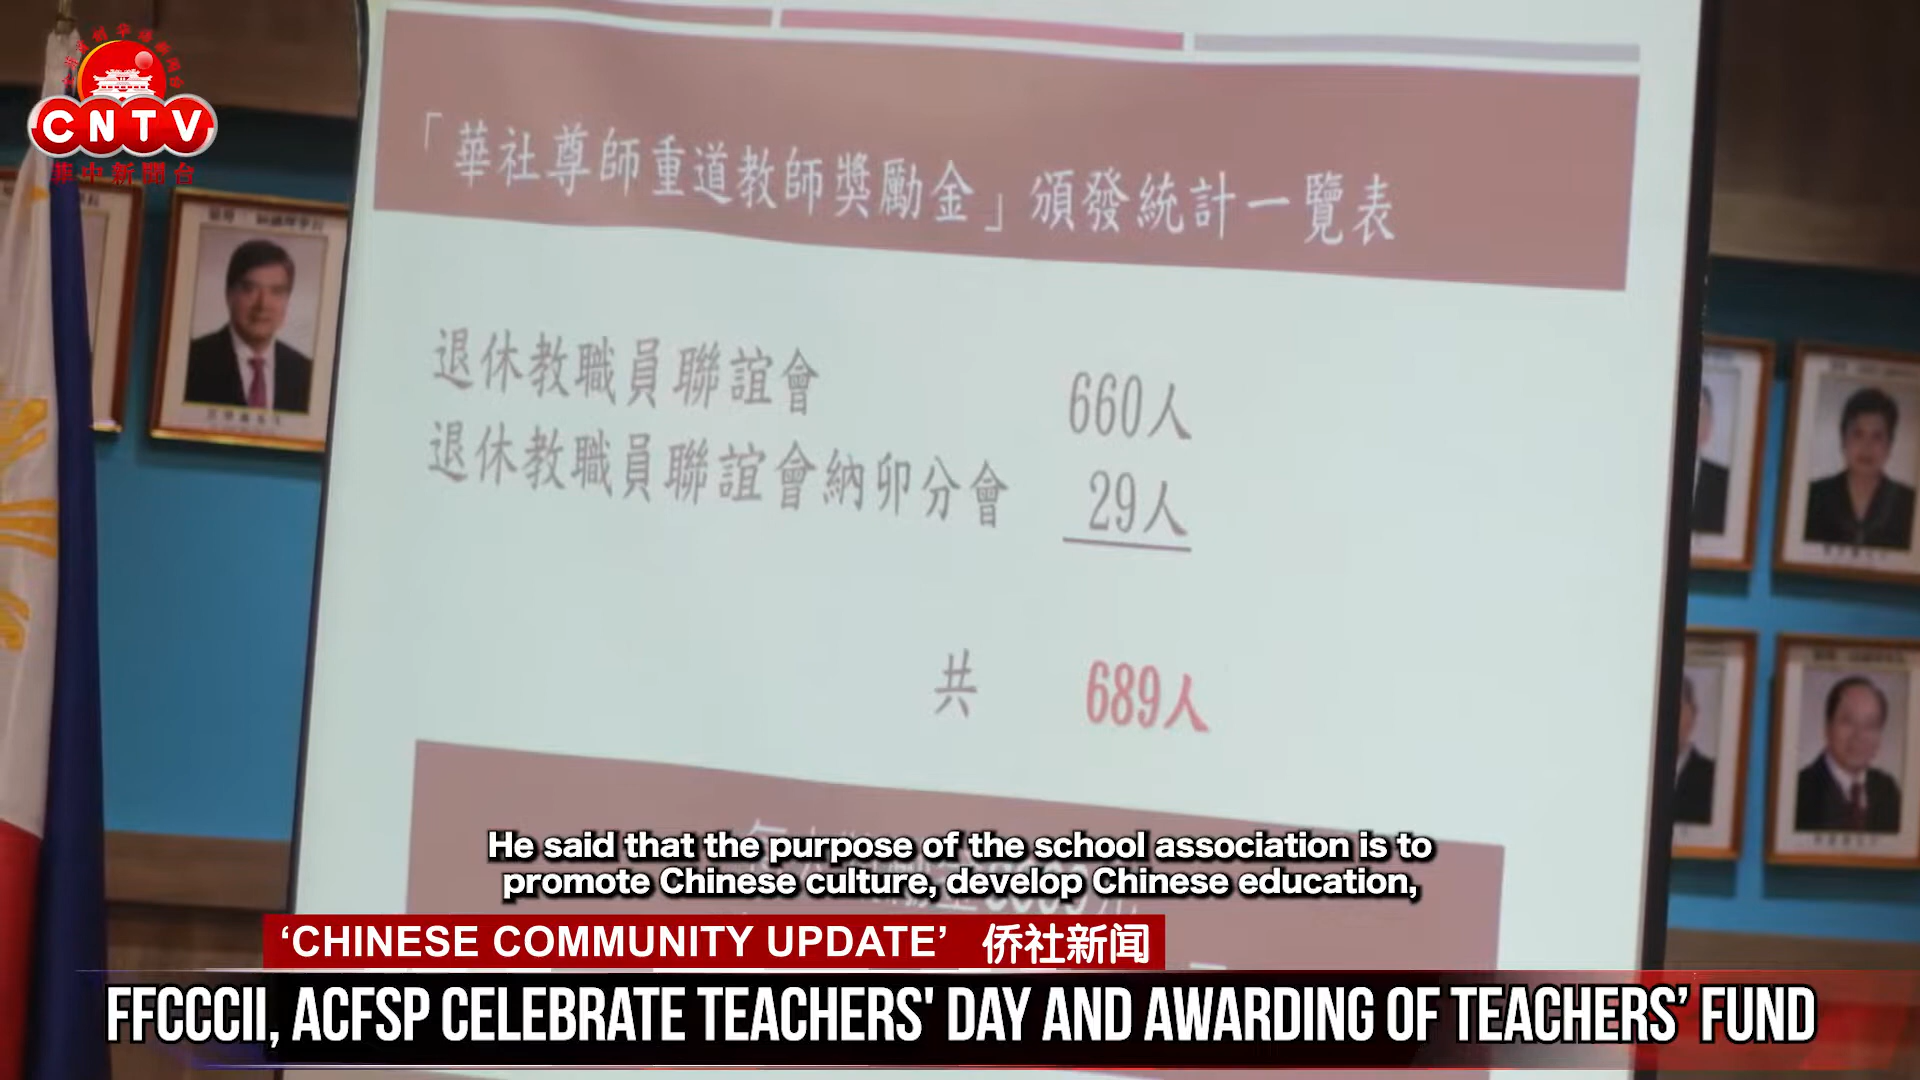 CNTV
菲中新聞台
「華社尊師重道教師獎勵金」頒發統計一覽表
退休教職員聯誼會 660人
退休教職員聯誼會納卯分會 29人
共 689人
He said that the purpose of the school association is to
promote Chinese culture, develop Chinese education,
‘CHINESE COMMUNITY UPDATE’ 侨社新闻
FFCCCII, ACFSP CELEBRATE TEACHERS' DAY AND AWARDING OF TEACHERS’ FUND